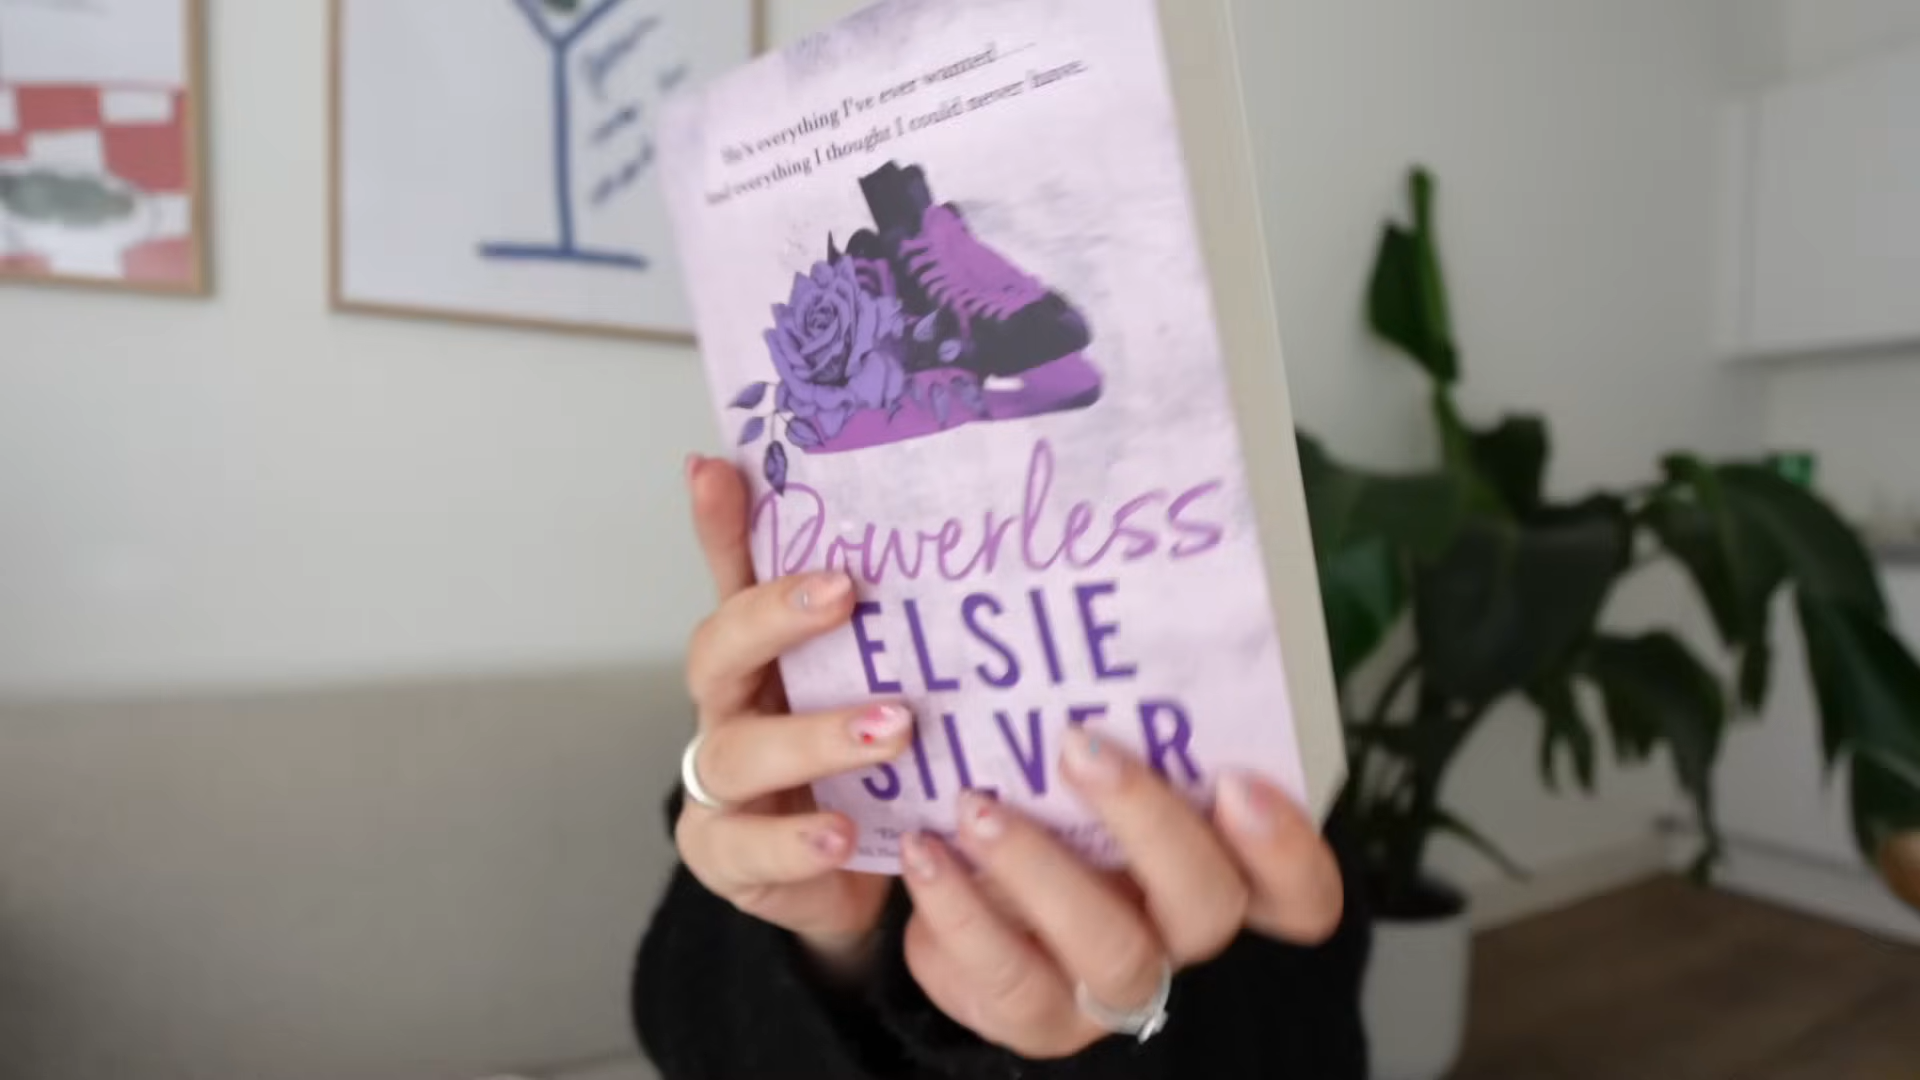 He's everything I've ever wanted.....
And everything I thought I could never have.
Powerless
ELSIE
SILVER